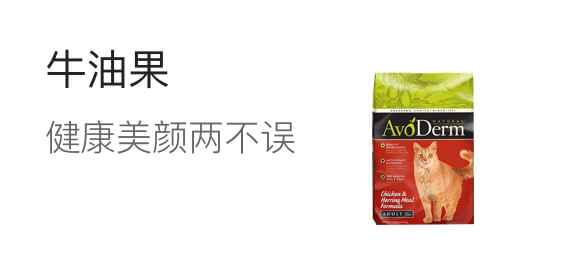 牛油果
健康美颜两不误
NATURAL
AvoDerm
Chicken &
Herring Meal
Formula
ADULT